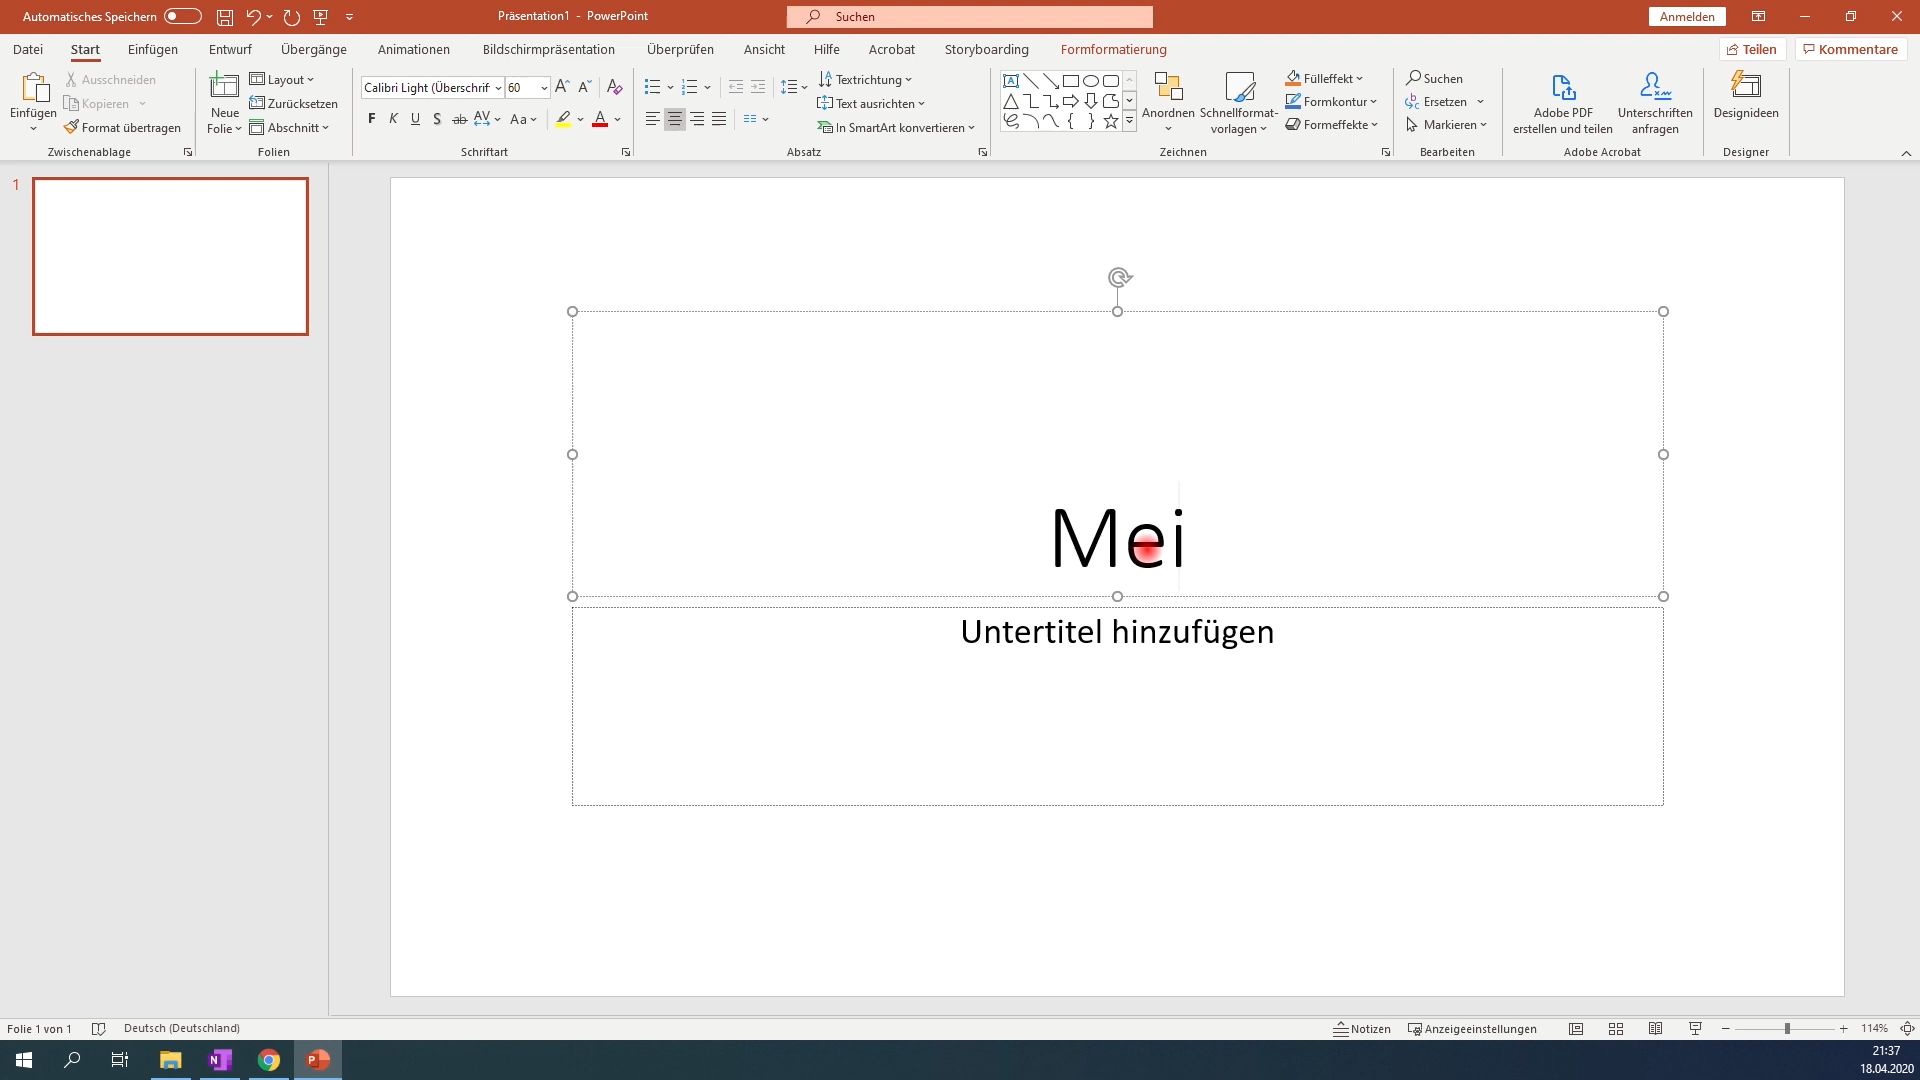 Automatisches Speichern
Präsentation1 - PowerPoint
Suchen
Anmelden
Datei Start Einfügen Entwurf Übergänge Animationen Bildschirmpräsentation Überprüfen Ansicht Hilfe Acrobat Storyboarding Formformatierung
Teilen Kommentare
Einfügen
Ausschneiden
Kopieren
Format übertragen
Zwischenablage
Neue
Folie
Layout
Zurücksetzen
Abschnitt
Folien
Calibri Light (Überschrif 60
F K U S ab AV Aa A
Schriftart
Textrichtung
Text ausrichten
In SmartArt konvertieren
Absatz
Anordnen
Schnellformat-
vorlagen
Fülleffekt
Formkontur
Formeffekte
Zeichnen
Suchen
Ersetzen
Markieren
Bearbeiten
Adobe PDF
erstellen und teilen
Unterschriften
anfragen
Adobe Acrobat
Designideen
Designer
1
Mei
Untertitel hinzufügen
Folie 1 von 1
Deutsch (Deutschland)
Notizen
Anzeigeeinstellungen
114%
21:37
18.04.2020